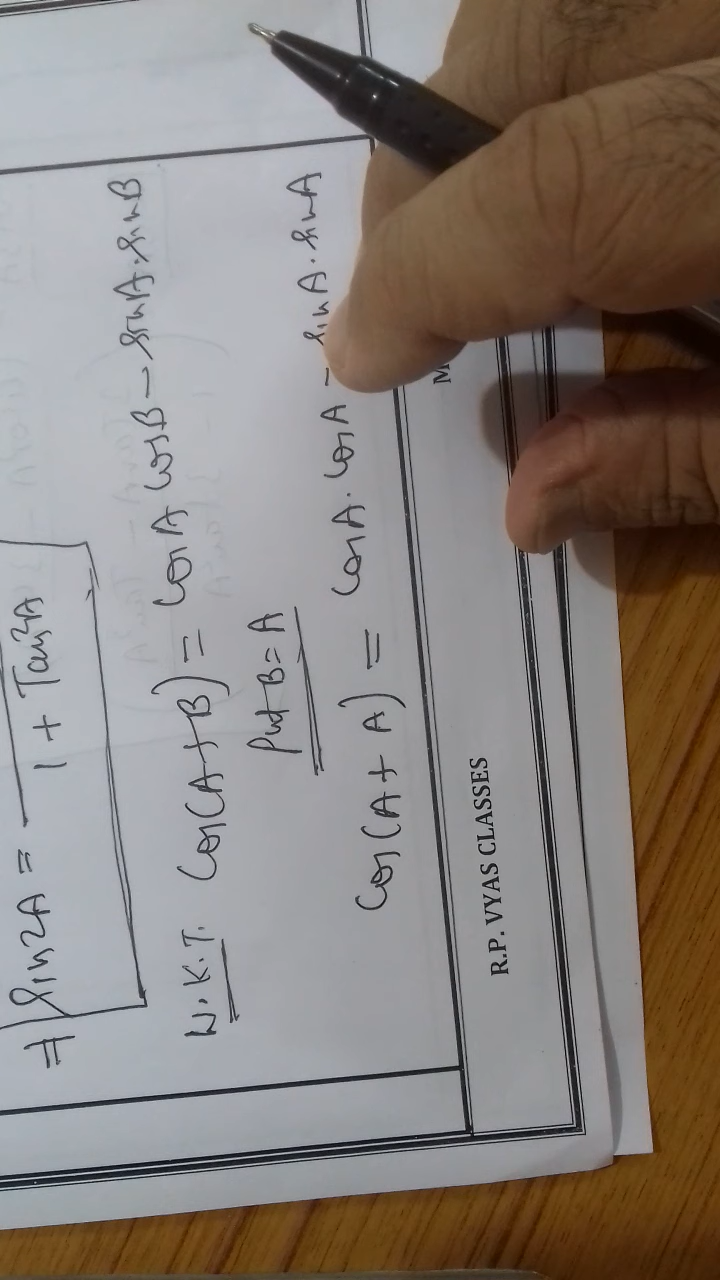 ⇒ sin2A = ———
1 + Tan²A
W.K.T. Cos(A+B) = CosA CosB − sinA.sinB
Put B=A
Cos(A+A) = CosA. CosA − sinA. sinA
R.P. VYAS CLASSES
M